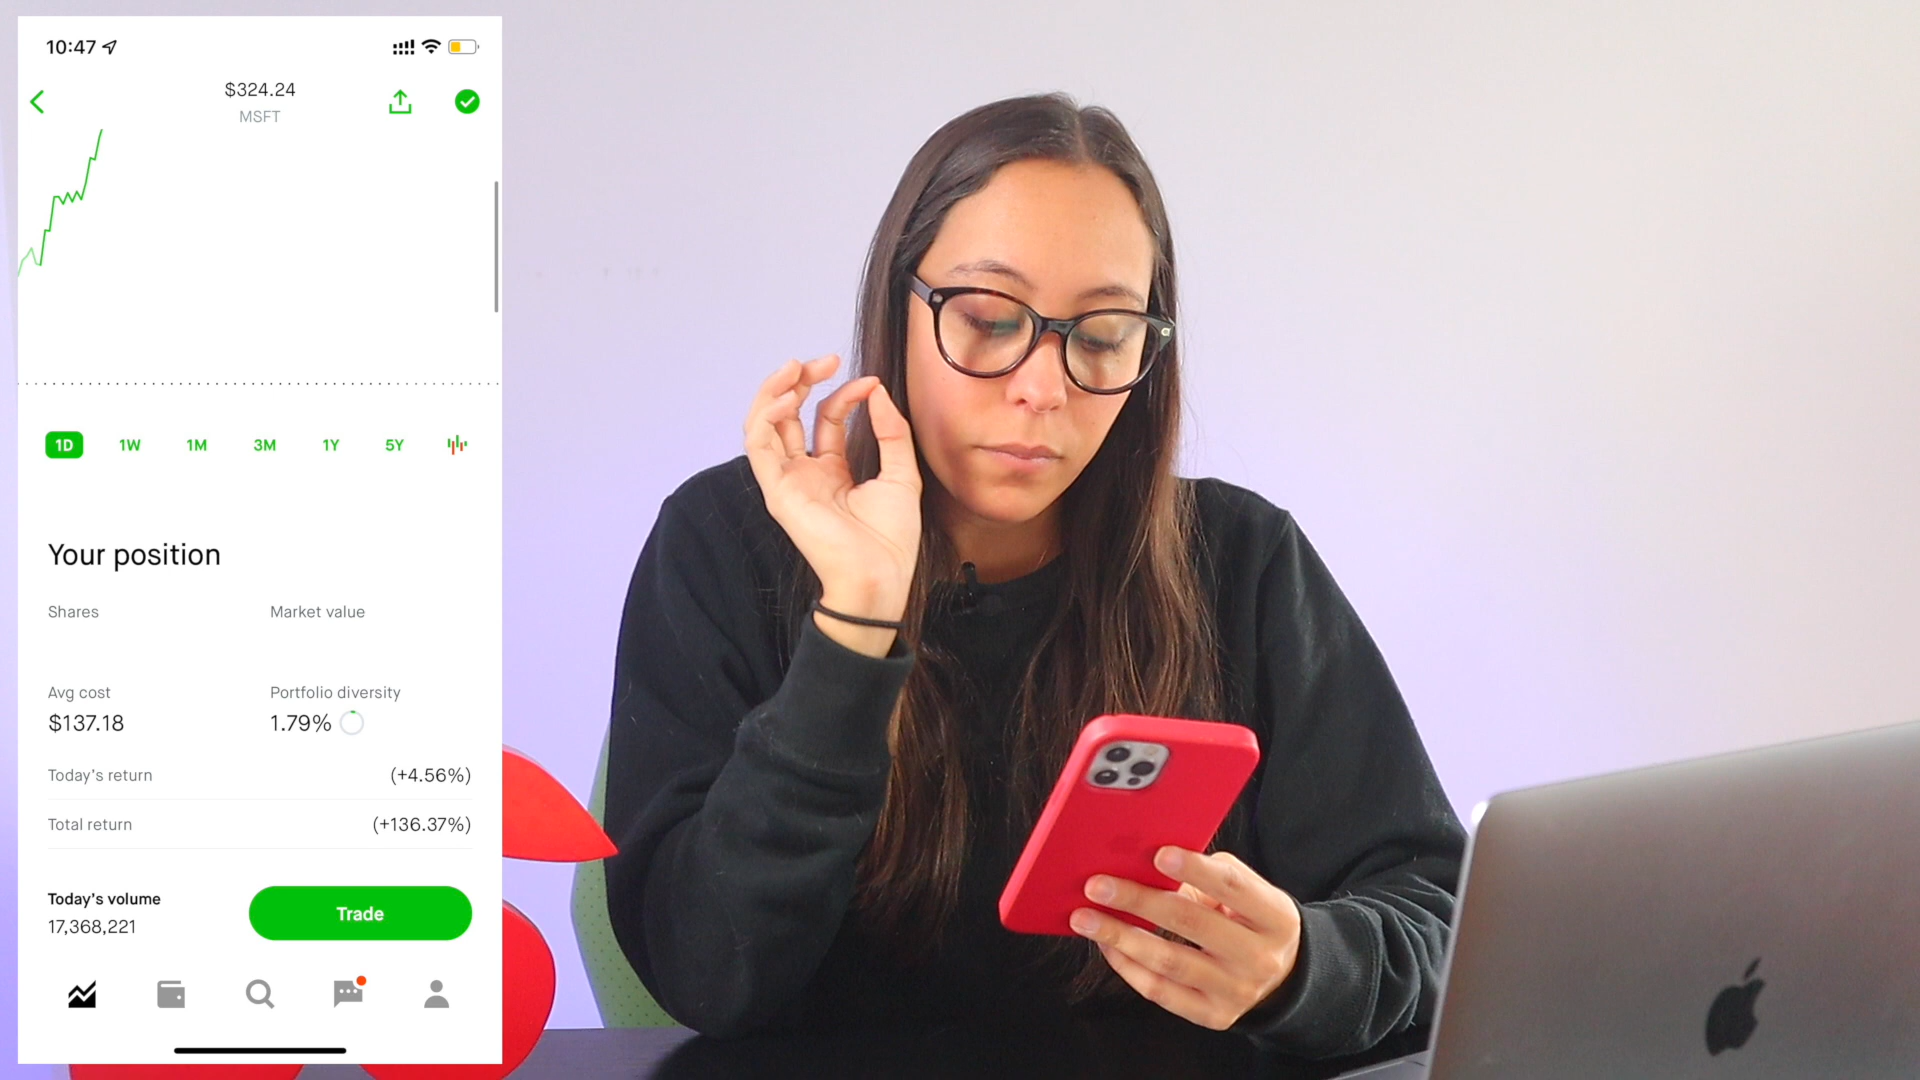 10:47
$324.24
MSFT
1D 1W 1M 3M 1Y 5Y
Your position
Shares Market value
Avg cost Portfolio diversity
$137.18 1.79%
Today's return (+4.56%)
Total return (+136.37%)
Today's volume
17,368,221
Trade